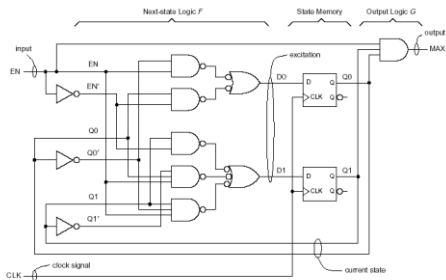 Next-state Logic F
State Memory
Output Logic G
input
output
EN
EN
MAX
EN'
excitation
D0
D Q
Q0
CLK Q
Q0
Q0'
D1
D Q
Q1
CLK Q
Q1
Q1'
current state
clock signal
CLK